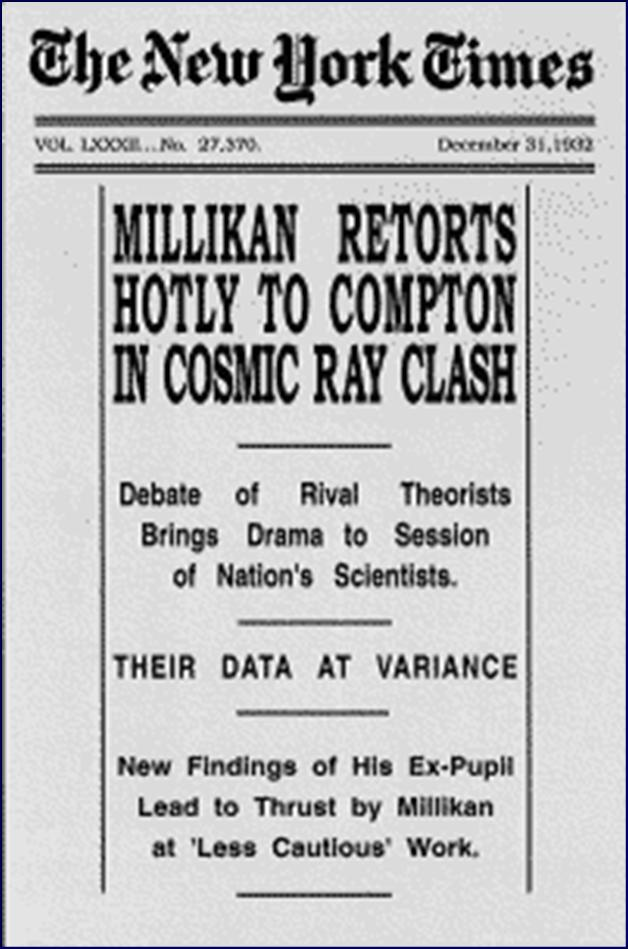 The New York Times
VOL. LXXXII...No. 27,370. December 31,1932
MILLIKAN RETORTS
HOTLY TO COMPTON
IN COSMIC RAY CLASH
Debate of Rival Theorists
Brings Drama to Session
of Nation's Scientists.
THEIR DATA AT VARIANCE
New Findings of His Ex-Pupil
Lead to Thrust by Millikan
at 'Less Cautious' Work.